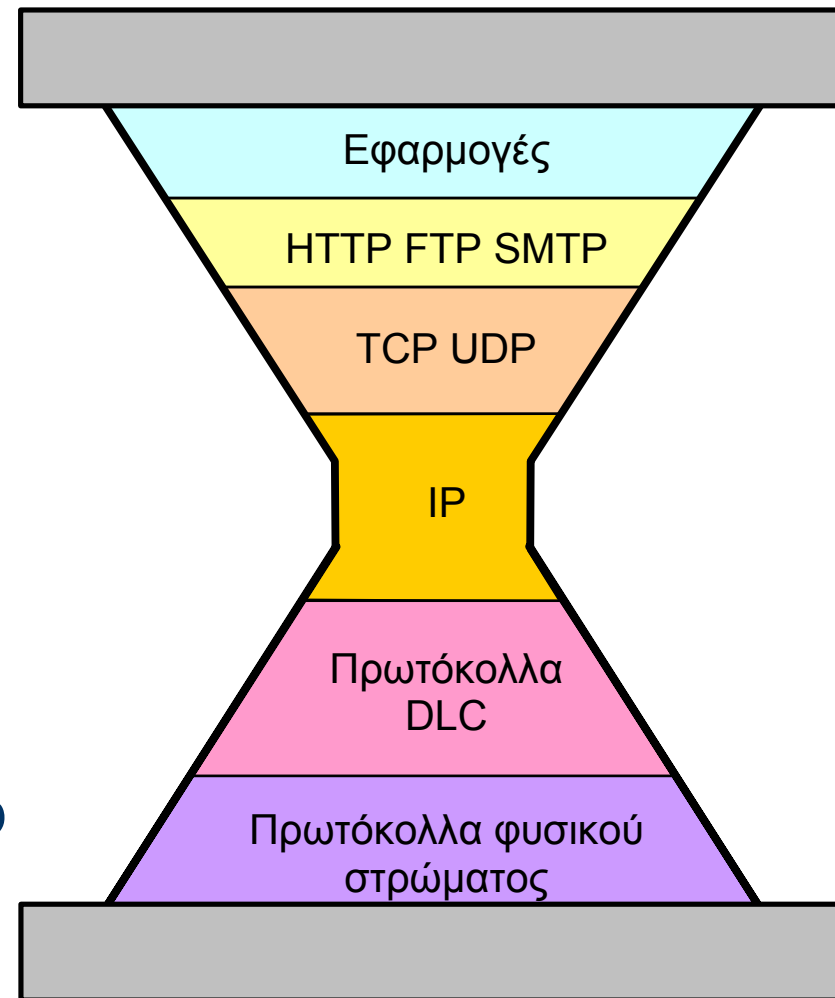 Εφαρμογές
HTTP FTP SMTP
TCP UDP
IP
Πρωτόκολλα
DLC
Πρωτόκολλα φυσικού
στρώματος